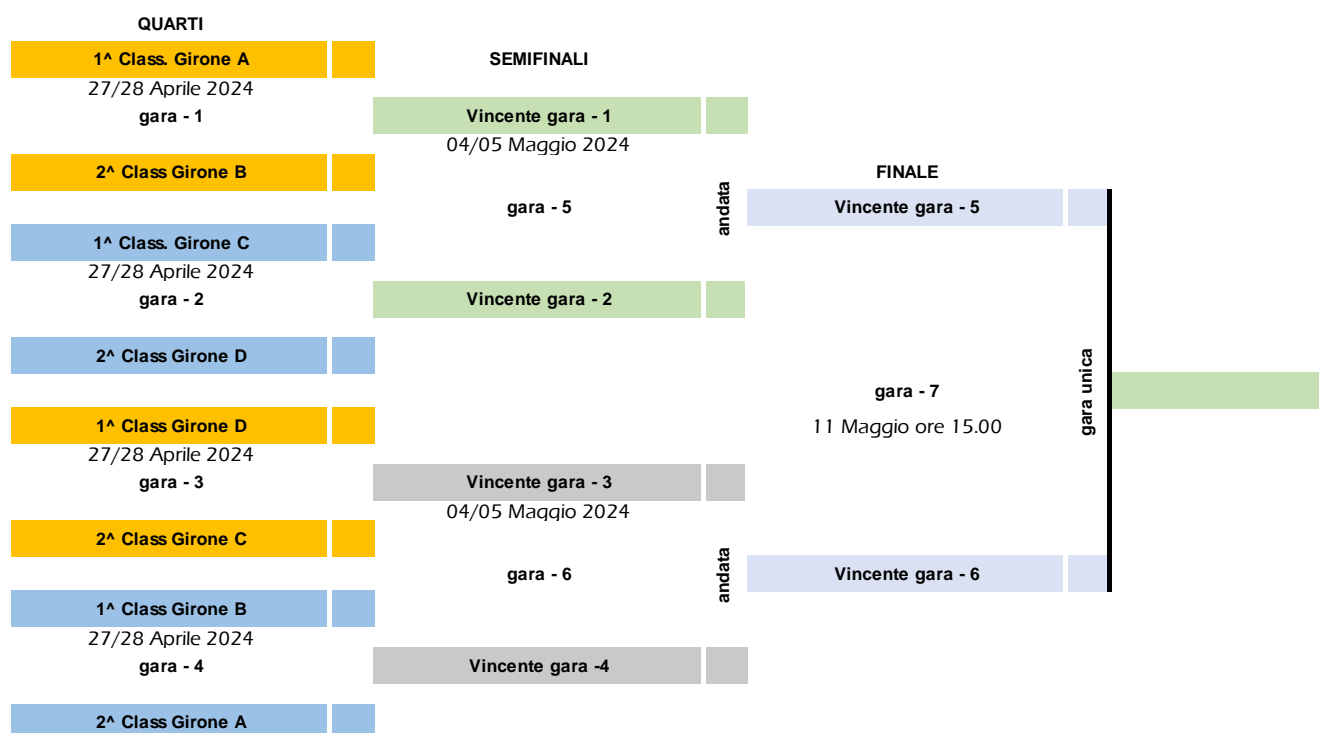 QUARTI
1^ Class. Girone A
27/28 Aprile 2024
gara - 1
2^ Class Girone B
1^ Class. Girone C
27/28 Aprile 2024
gara - 2
2^ Class Girone D
1^ Class Girone D
27/28 Aprile 2024
gara - 3
2^ Class Girone C
1^ Class Girone B
27/28 Aprile 2024
gara - 4
2^ Class Girone A
SEMIFINALI
Vincente gara - 1
04/05 Maggio 2024
gara - 5
andata
Vincente gara - 2
Vincente gara - 3
04/05 Maggio 2024
gara - 6
andata
Vincente gara -4
FINALE
Vincente gara - 5
gara - 7
11 Maggio ore 15.00
gara unica
Vincente gara - 6